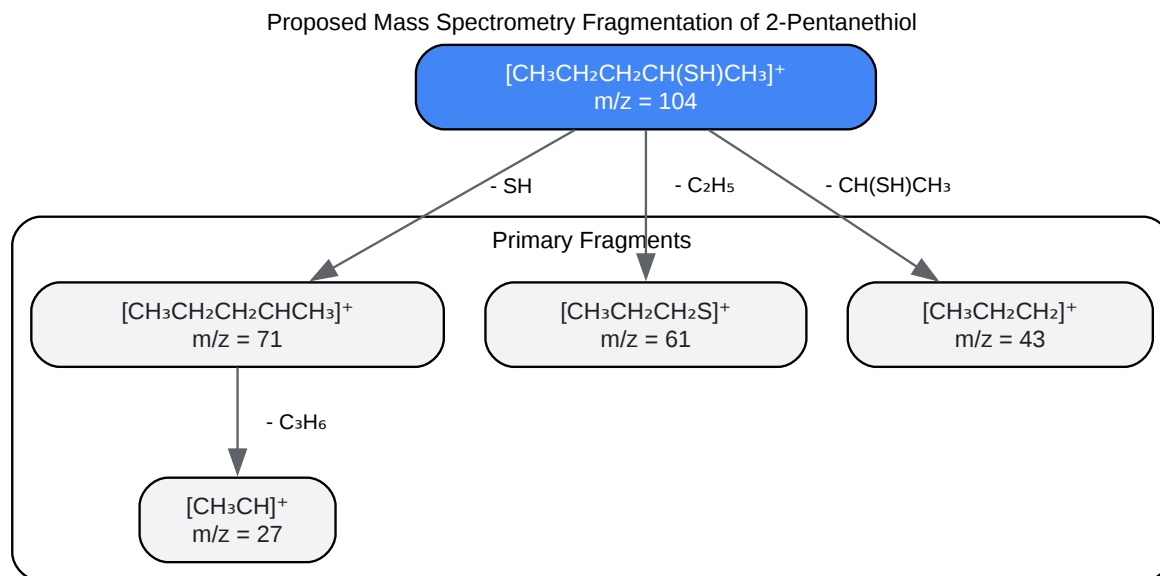 Proposed Mass Spectrometry Fragmentation of 2-Pentanethiol
[CH₃CH₂CH₂CH(SH)CH₃]⁺
m/z = 104
- SH
- C₂H₅
- CH(SH)CH₃
Primary Fragments
[CH₃CH₂CH₂CHCH₃]⁺
m/z = 71
[CH₃CH₂CH₂S]⁺
m/z = 61
[CH₃CH₂CH₂]⁺
m/z = 43
- C₃H₆
[CH₃CH]⁺
m/z = 27